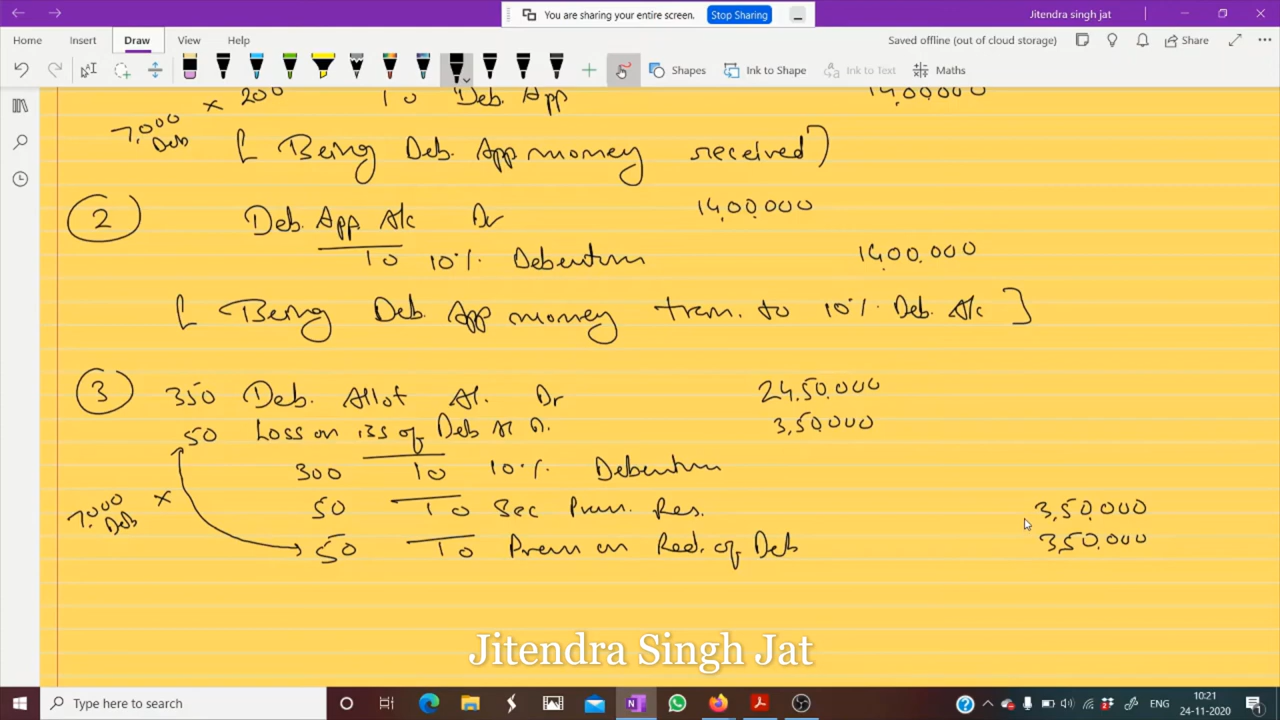 You are sharing your entire screen. Stop Sharing
Jitendra singh jat
Home Insert Draw View Help
Saved offline (out of cloud storage)
Share
Shapes
Ink to Shape
Ink to Text
Maths
7,000 Deb × 200 To Deb. App 14,00,000
[ Being Deb. App money received )
2 Deb. App A/c Dr 14,00,000
To 10% Debentures 14,00,000
[ Being Deb. App money tran. to 10% Deb. A/c ]
3 350 Deb. Allot A/. Dr 24,50,000
50 Loss on iss of Deb A/c D. 3,50,000
300 To 10% Debentures
7,000 Deb × 50 To Sec Prem. Res. 3,50,000
50 To Prem on Red. of Deb 3,50,000
Jitendra Singh Jat
Type here to search
ENG
10:21
24-11-2020